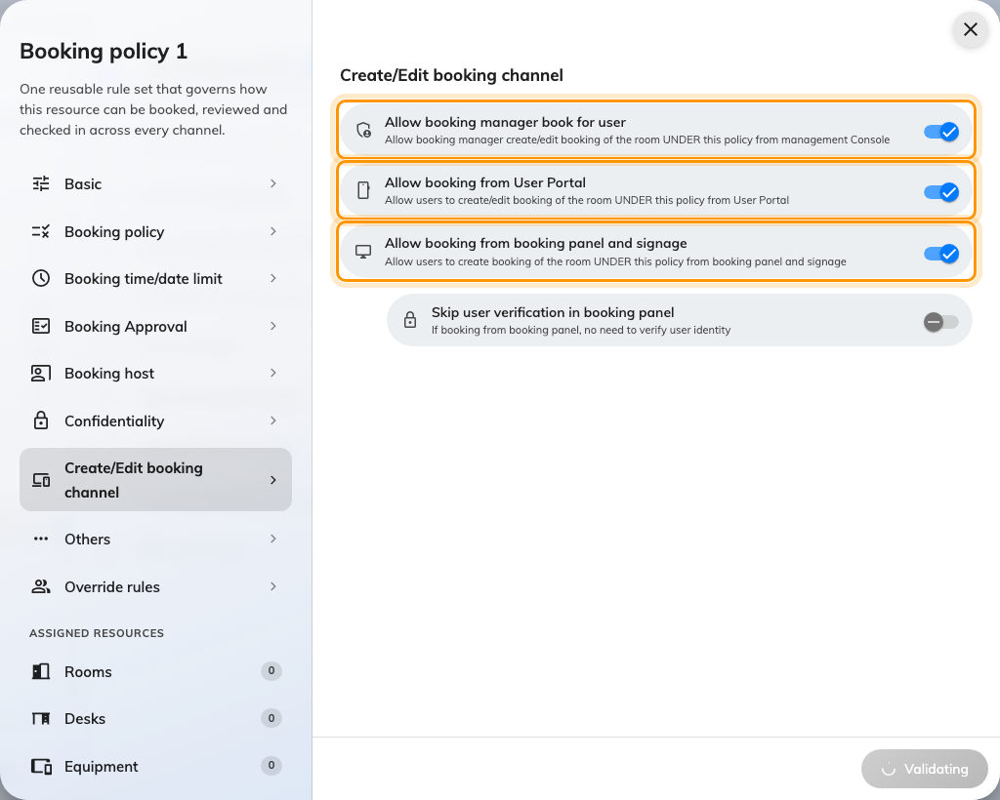 Booking policy 1
One reusable rule set that governs how
this resource can be booked, reviewed and
checked in across every channel.
Basic
Booking policy
Booking time/date limit
Booking Approval
Booking host
Confidentiality
Create/Edit booking
channel
Others
Override rules
ASSIGNED RESOURCES
Rooms 0
Desks 0
Equipment 0
Create/Edit booking channel
Allow booking manager book for user
Allow booking manager create/edit booking of the room UNDER this policy from management Console
Allow booking from User Portal
Allow users to create/edit booking of the room UNDER this policy from User Portal
Allow booking from booking panel and signage
Allow users to create booking of the room UNDER this policy from booking panel and signage
Skip user verification in booking panel
If booking from booking panel, no need to verify user identity
Validating